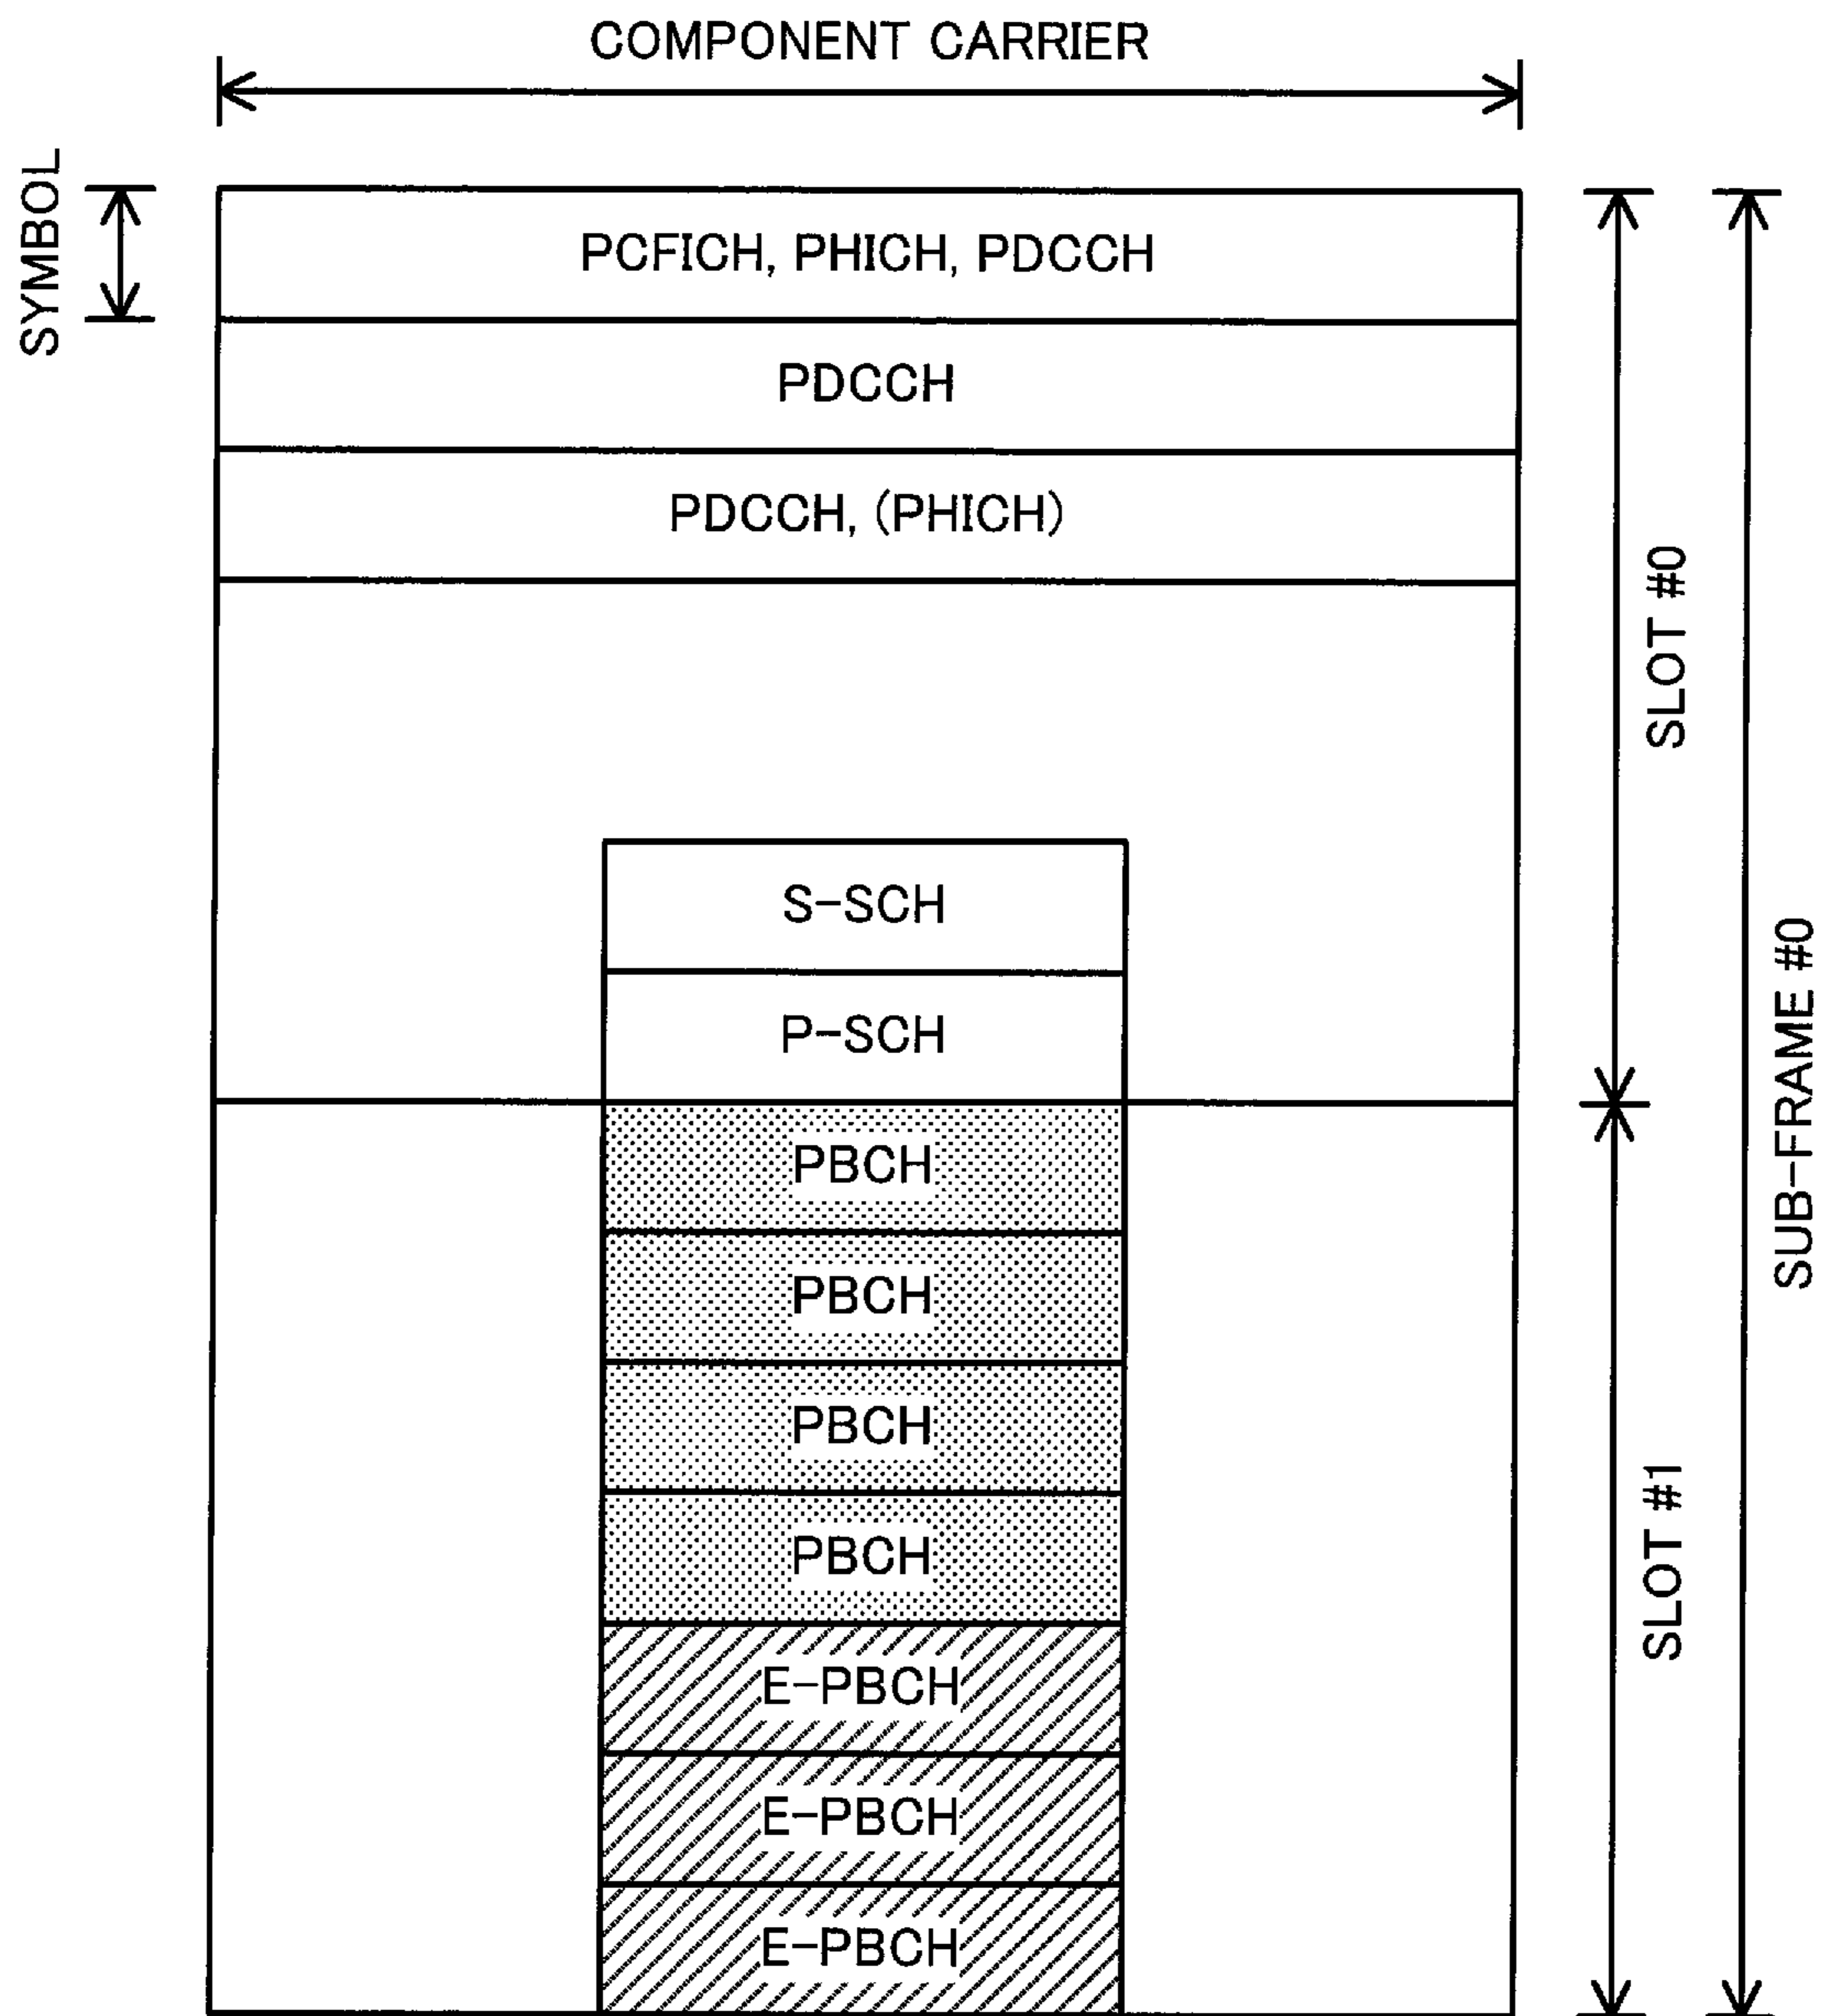 COMPONENT CARRIER
SYMBOL
PCFICH, PHICH, PDCCH
PDCCH
PDCCH, (PHICH)
SLOT #0
S-SCH
P-SCH
SUB-FRAME #0
PBCH
PBCH
PBCH
PBCH
SLOT #1
E-PBCH
E-PBCH
E-PBCH